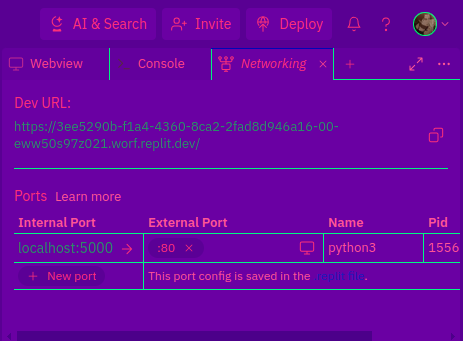 AI & Search Invite Deploy ?
Webview Console Networking × +
Dev URL:
https://3ee5290b-f1a4-4360-8ca2-2fad8d946a16-00-
eww50s97z021.worf.replit.dev/
Ports Learn more
Internal Port External Port Name Pid
localhost:5000 → :80 × python3 1556
+ New port This port config is saved in the .replit file.